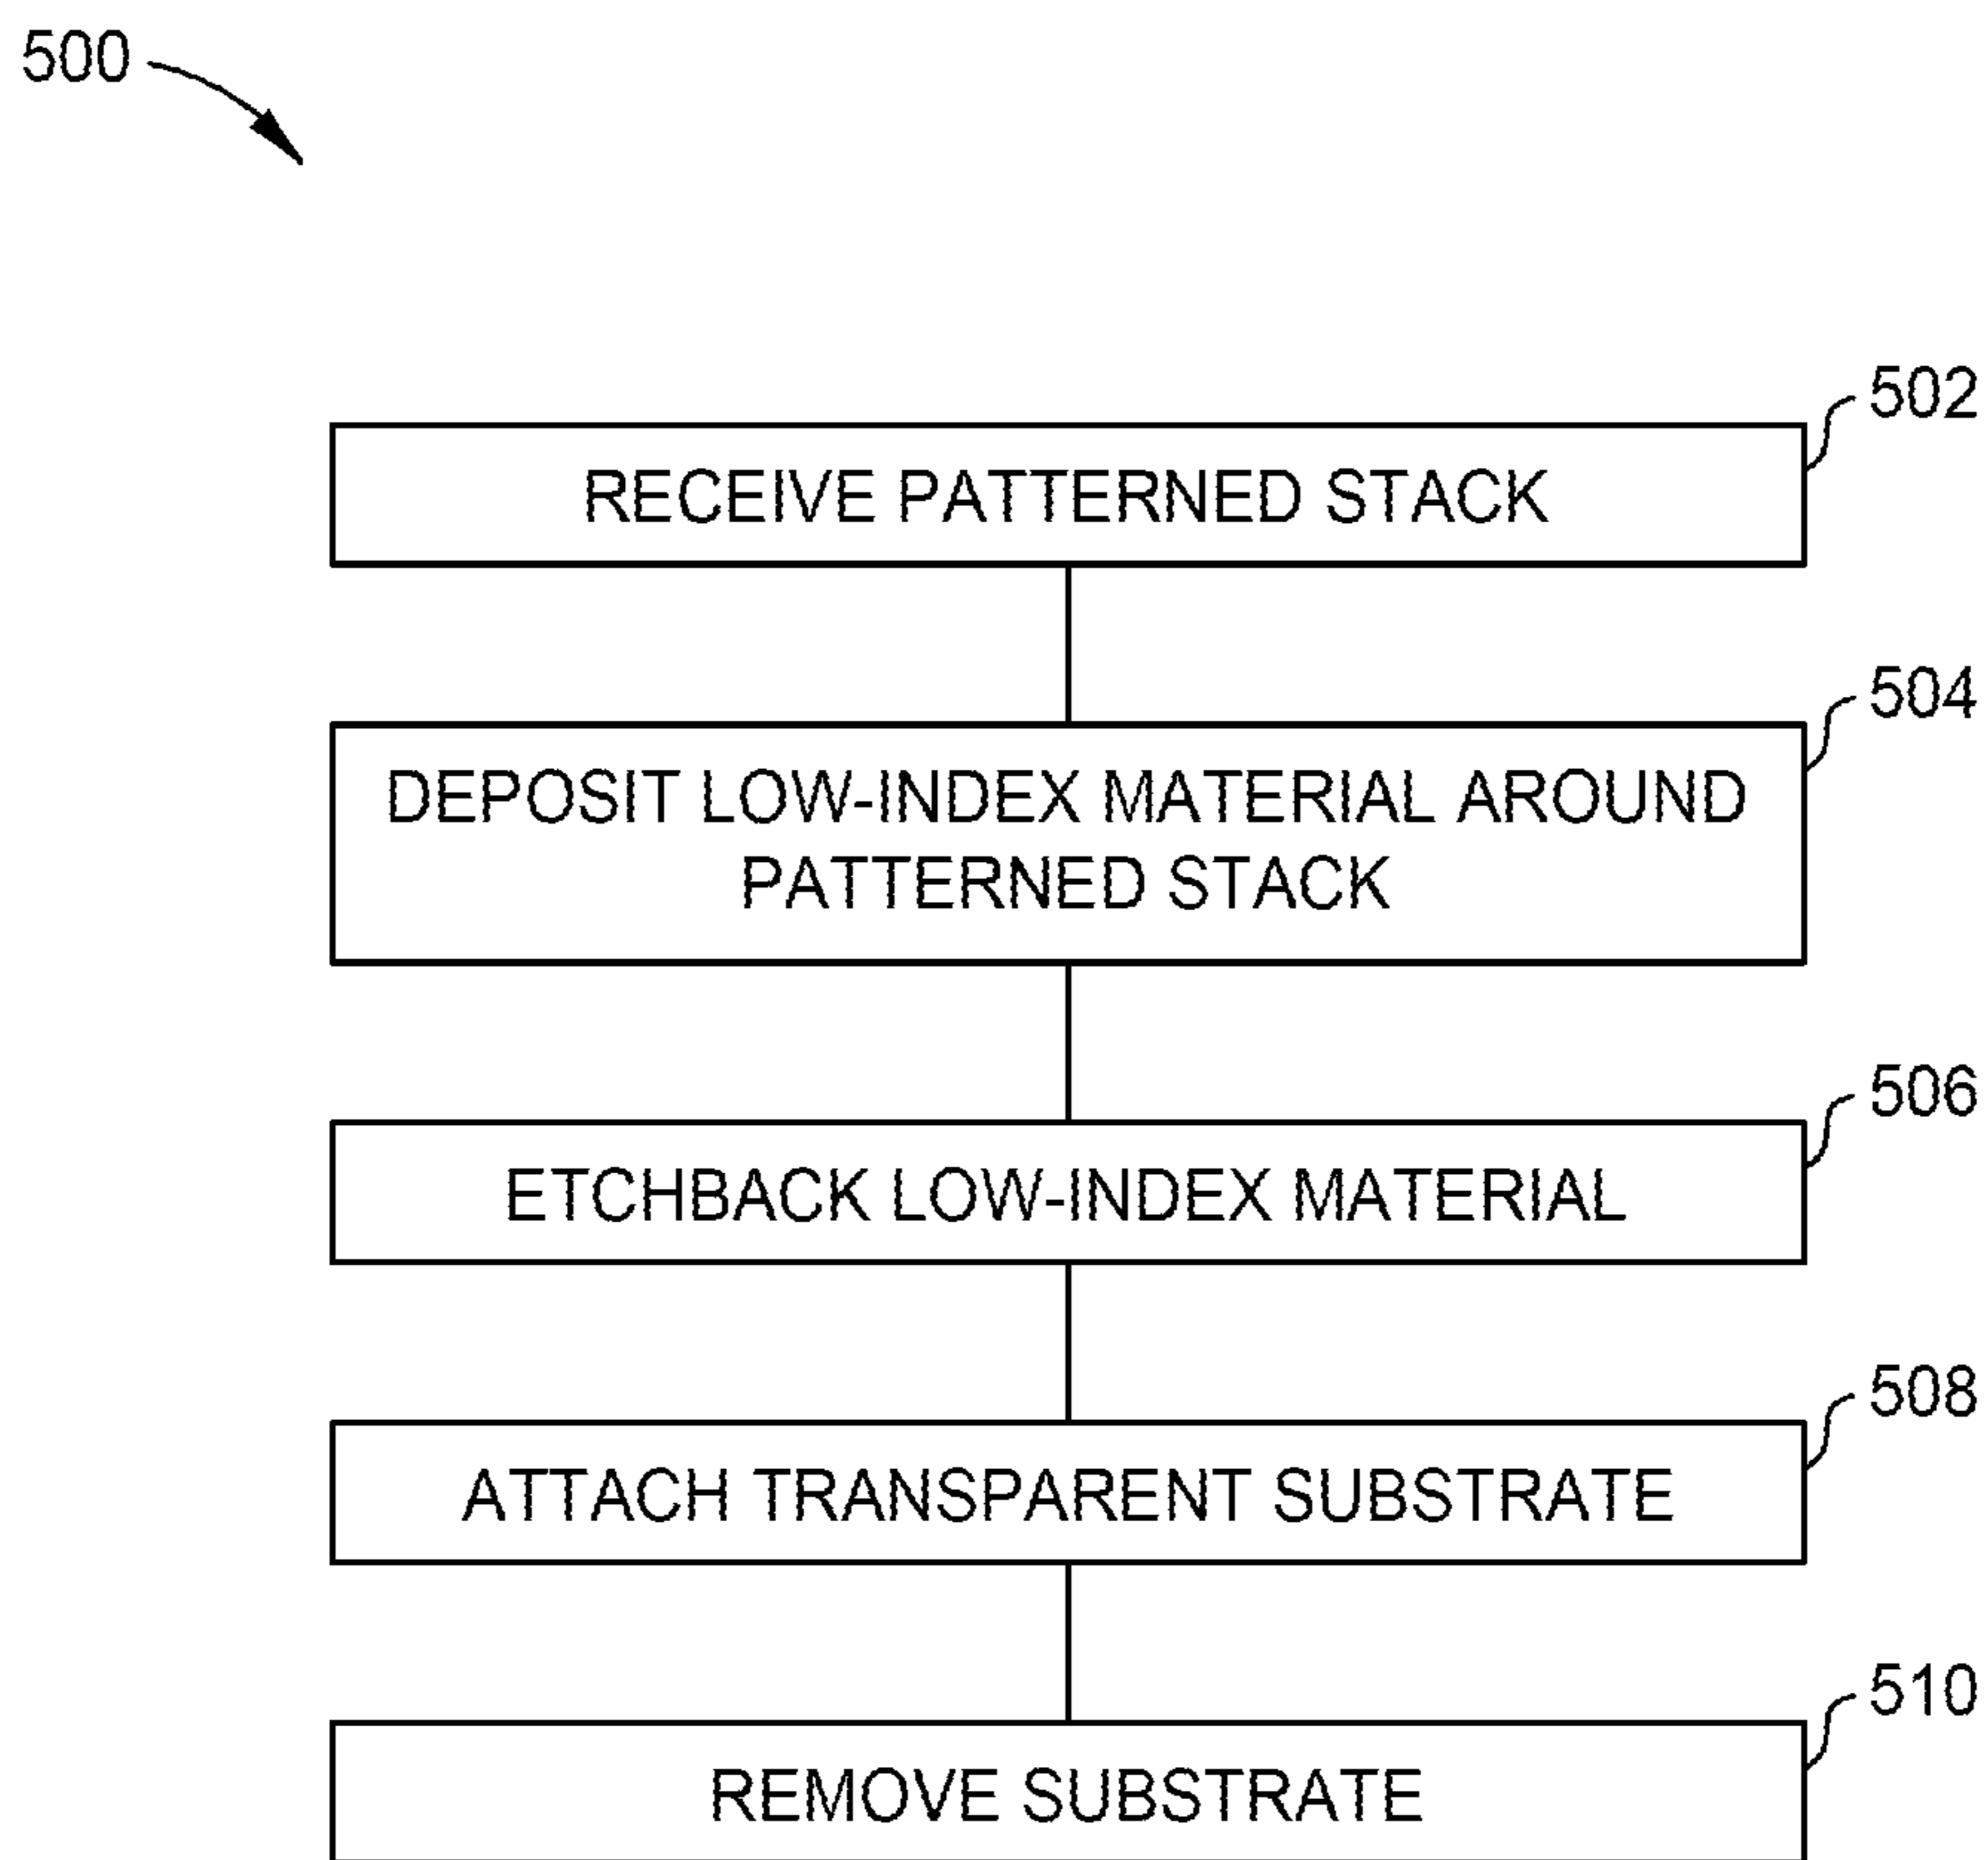 500
502
RECEIVE PATTERNED STACK
504
DEPOSIT LOW-INDEX MATERIAL AROUND
PATTERNED STACK
506
ETCHBACK LOW-INDEX MATERIAL
508
ATTACH TRANSPARENT SUBSTRATE
510
REMOVE SUBSTRATE